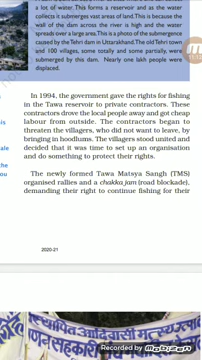 a lot of water. This forms a reservoir and as the water
collects it submerges vast areas of land. This is because the
wall of the dam across the river is high and the water
spreads over a large area. This is a photo of the submergence
caused by the Tehri dam in Uttarakhand. The old Tehri town
and 100 villages, some totally and some partially, were
submerged by this dam. Nearly one lakh people were
displaced.
In 1994, the government gave the rights for fishing
in the Tawa reservoir to private contractors. These
contractors drove the local people away and got cheap
labour from outside. The contractors began to
threaten the villagers, who did not want to leave, by
bringing in hoodlums. The villagers stood united and
decided that it was time to set up an organisation
and do something to protect their rights.
The newly formed Tawa Matsya Sangh (TMS)
organised rallies and a chakka jam (road blockade),
demanding their right to continue fishing for their
2020-21
Recorded by